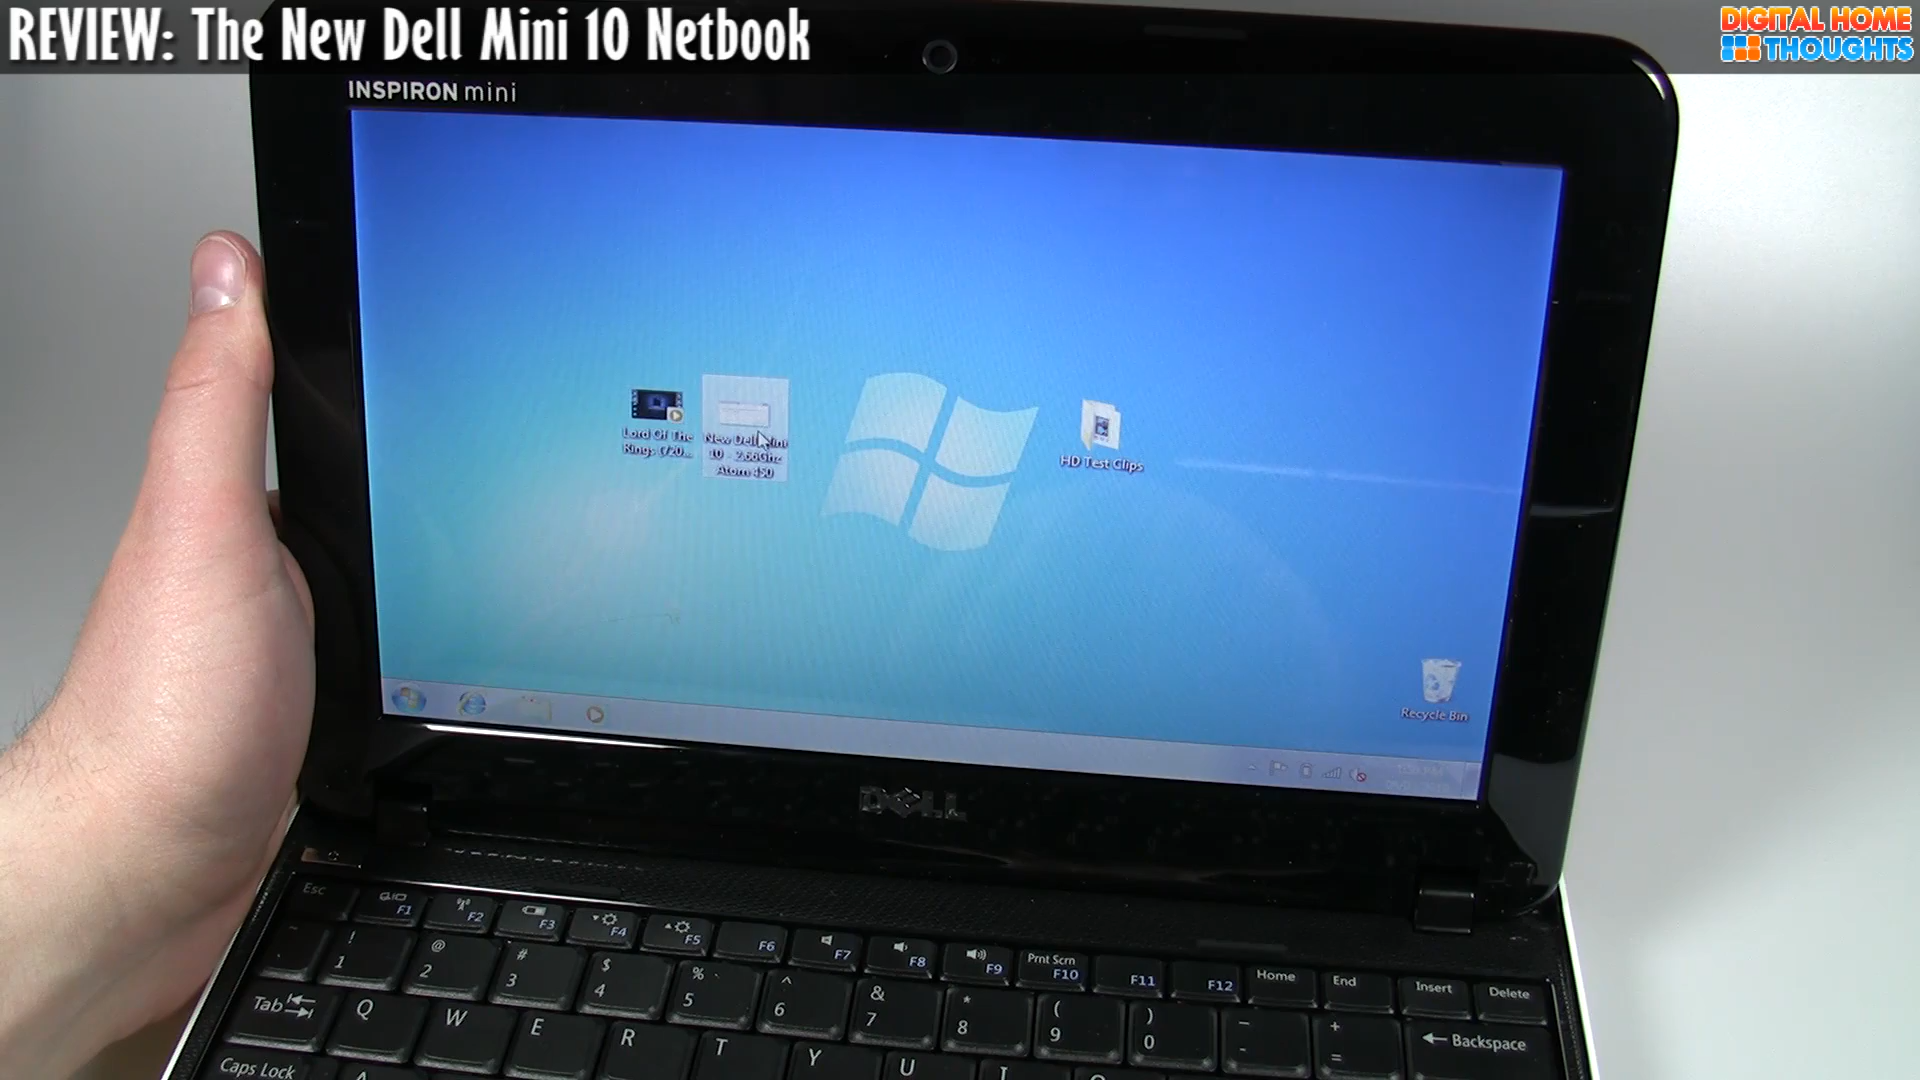 REVIEW: The New Dell Mini 10 Netbook
DIGITAL HOME
THOUGHTS
INSPIRON mini
Lord Of The
Rings (720...
New Dell Mini
10 - 2.66Ghz
Atom 450
HD Test Clips
Recycle Bin
DELL
Esc
F1
F2
F3
F4
F5
F6
F7
F8
F9
Prnt Scrn
F10
F11
F12
Home
End
Insert
Delete
! 1
@ 2
# 3
$ 4
% 5
^ 6
& 7
* 8
( 9
) 0
_ -
+ =
Backspace
Tab
Q
W
E
R
T
Y
U
Caps Lock